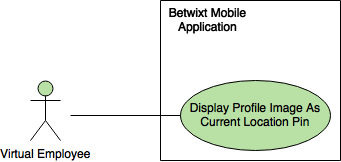 Betwixt Mobile
Application
Display Profile Image As
Current Location Pin
Virtual Employee